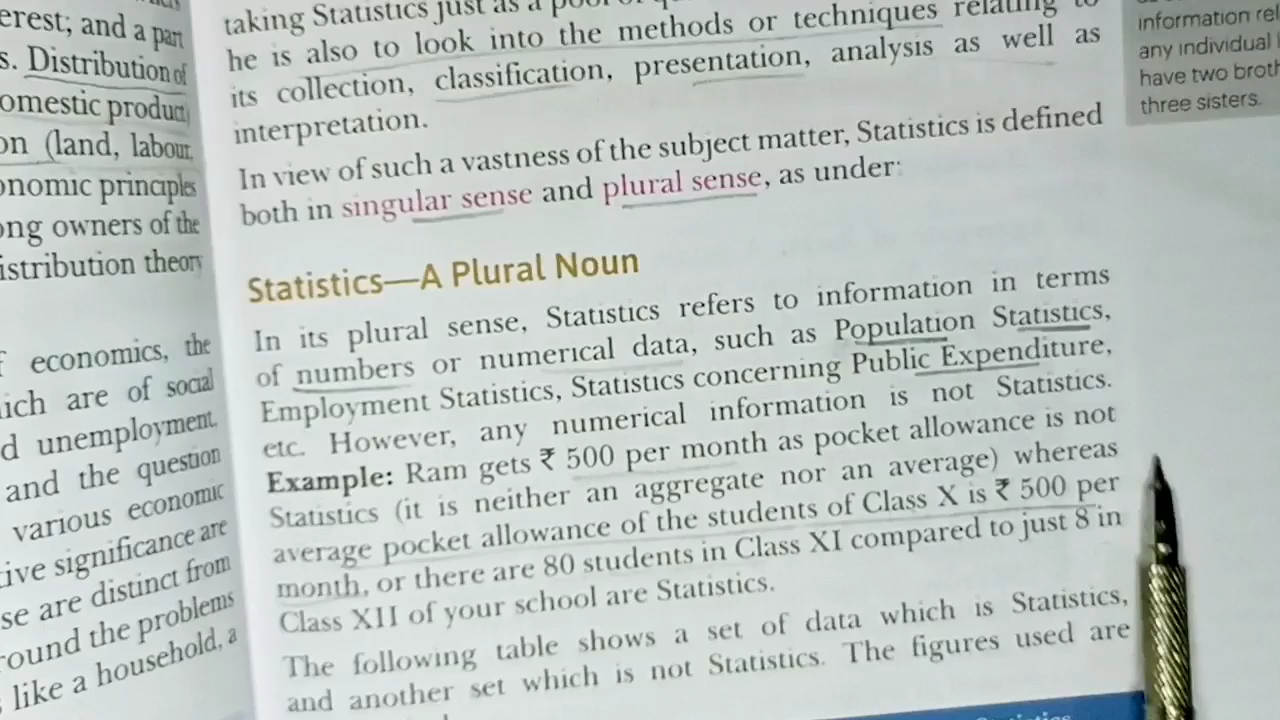 erest; and a part
s. Distribution of
omestic product
on (land, labour,
onomic principles
ong owners of the
istribution theory
f economics, the
ich are of social
d unemployment,
and the question
various economic
ive significance are
se are distinct from
round the problems
like a household, a
taking Statistics just as a
he is also to look into the methods or techniques relating to
its collection, classification, presentation, analysis as well as
interpretation.
In view of such a vastness of the subject matter, Statistics is defined
both in singular sense and plural sense, as under:
Statistics—A Plural Noun
In its plural sense, Statistics refers to information in terms
of numbers or numerical data, such as Population Statistics,
Employment Statistics, Statistics concerning Public Expenditure,
etc. However, any numerical information is not Statistics.
Example: Ram gets ₹ 500 per month as pocket allowance is not
Statistics (it is neither an aggregate nor an average) whereas
average pocket allowance of the students of Class X is ₹ 500 per
month, or there are 80 students in Class XI compared to just 8 in
Class XII of your school are Statistics.
The following table shows a set of data which is Statistics,
and another set which is not Statistics. The figures used are
information rel
any individual
have two broth
three sisters.